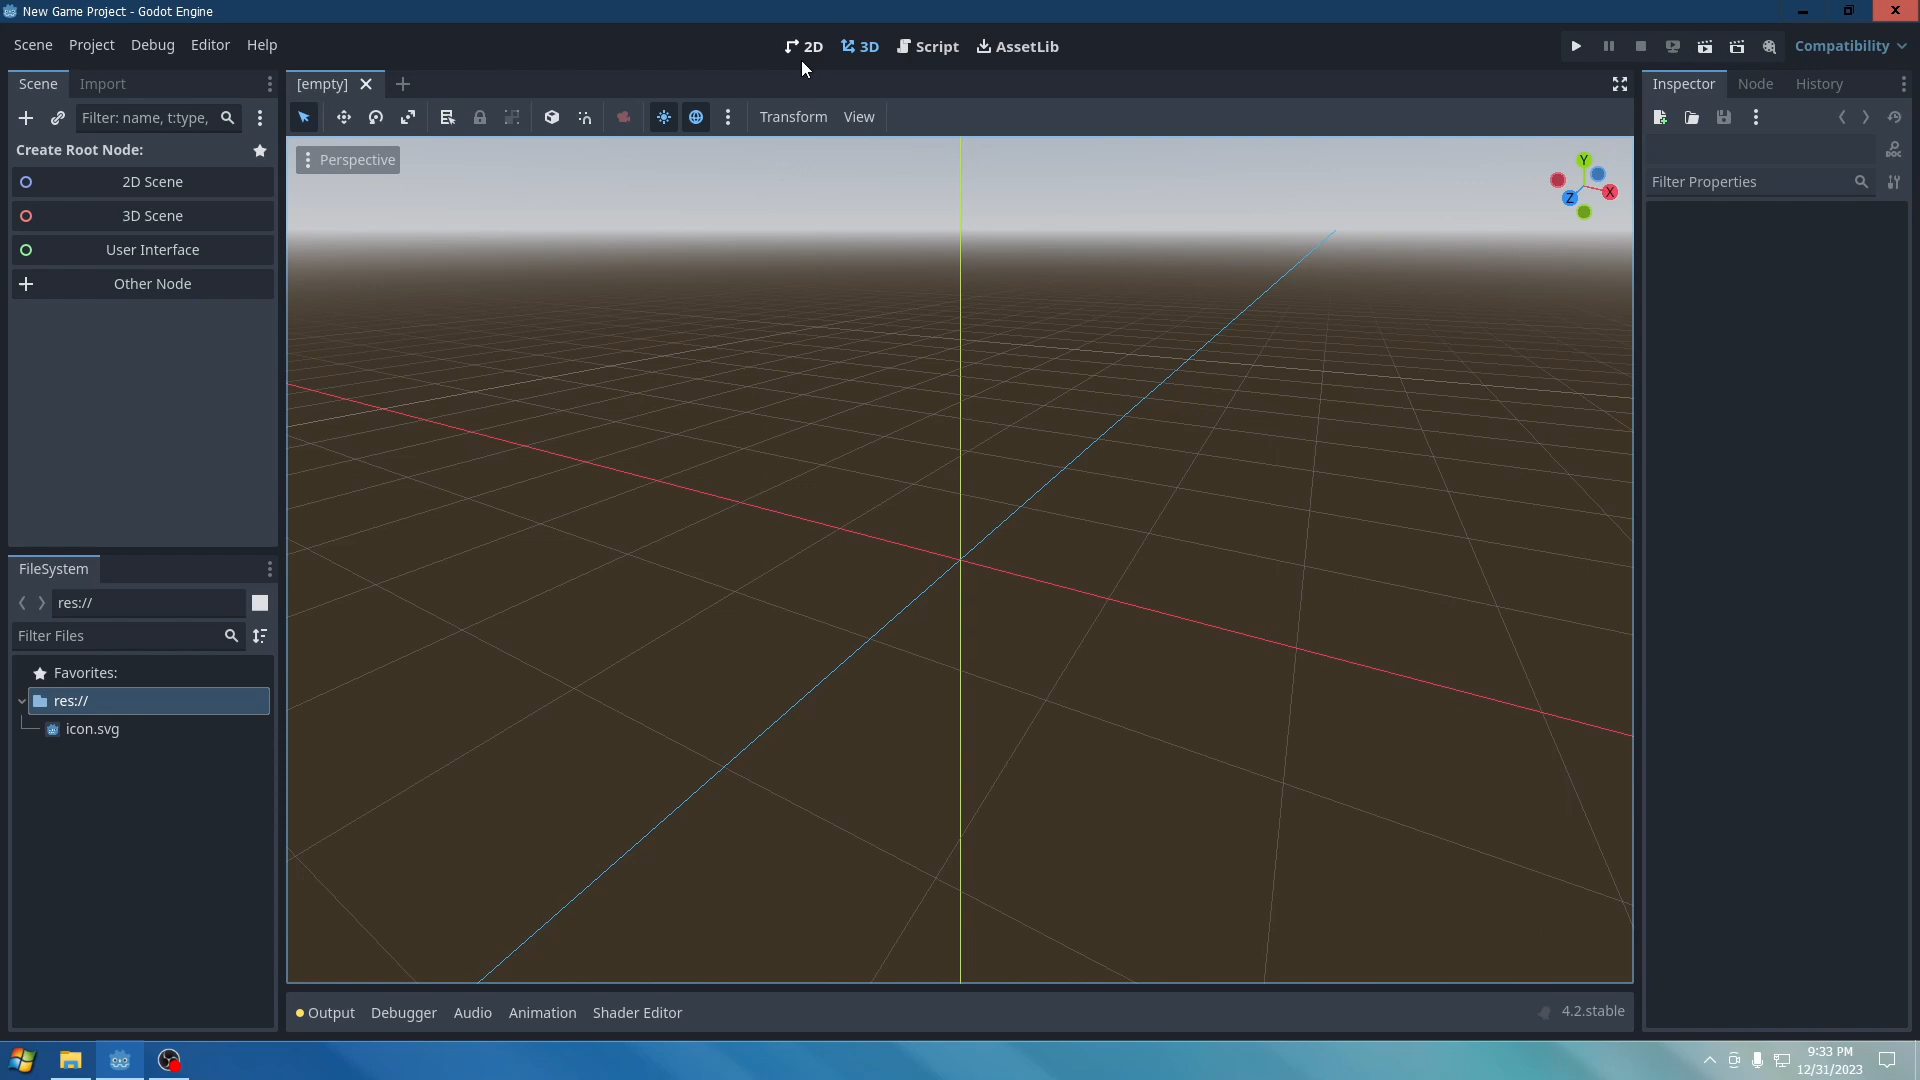 New Game Project - Godot Engine
Scene Project Debug Editor Help
2D 3D Script AssetLib
Compatibility
Scene Import
[empty]
Inspector Node History
Filter: name, t:type,
Transform View
Create Root Node:
DOC
Perspective
2D Scene
Filter Properties
3D Scene
User Interface
Other Node
Y
X
Z
FileSystem
res://
Filter Files
Favorites:
res://
icon.svg
Output Debugger Audio Animation Shader Editor
4.2.stable
9:33 PM
12/31/2023